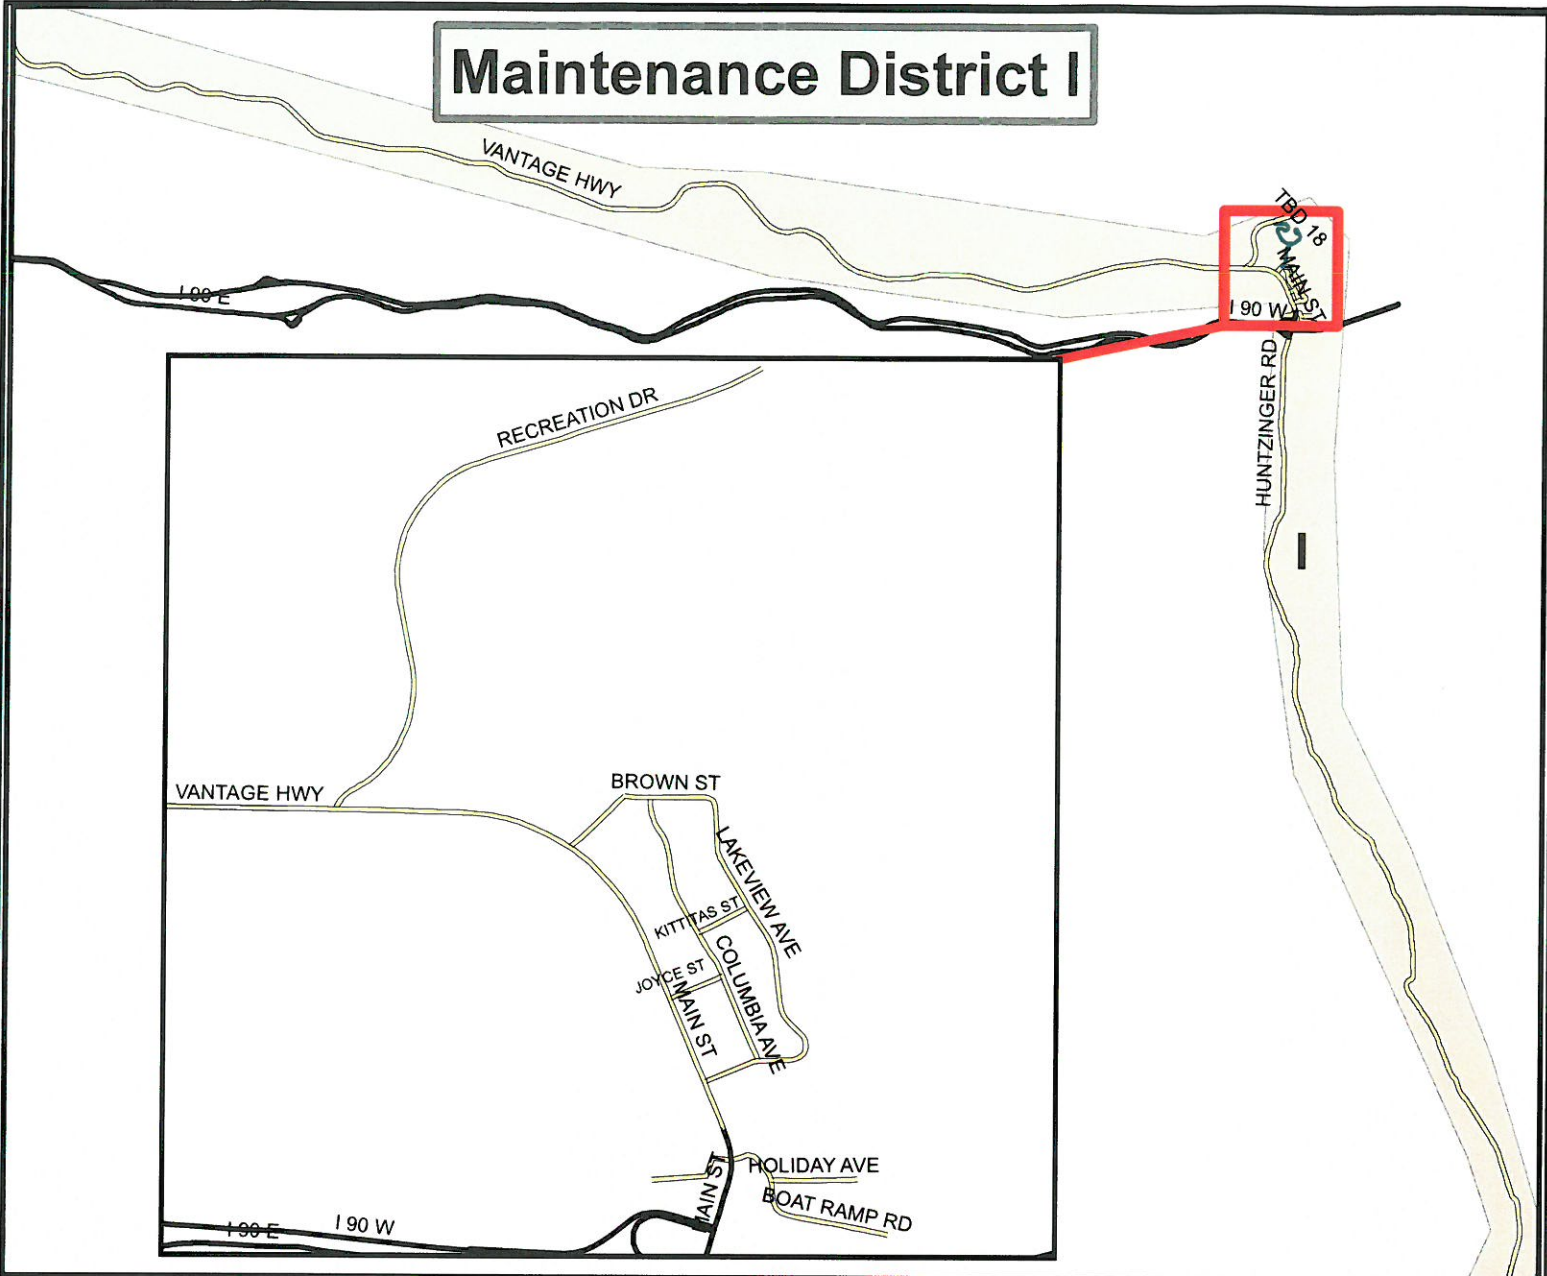 Maintenance District I
VANTAGE HWY
TBD 18
MAIN ST
I 90 E
I 90 W
HUNTZINGER RD
I
RECREATION DR
VANTAGE HWY
BROWN ST
LAKEVIEW AVE
KITTITAS ST
COLUMBIA AVE
JOYCE ST
MAIN ST
HOLIDAY AVE
MAIN ST
BOAT RAMP RD
I 90 E
I 90 W